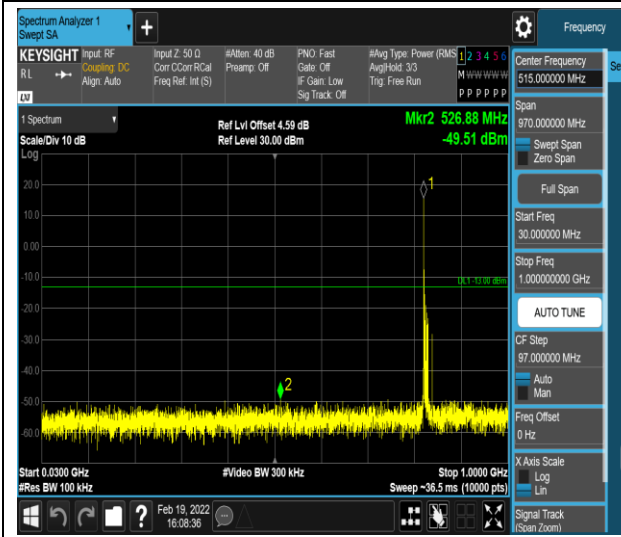 Spectrum Analyzer 1
Swept SA
+
Frequency
KEYSIGHT
RL
LXI
Input: RF
Coupling: DC
Align: Auto
Input Z: 50 Ω
Corr CCorr RCal
Freq Ref: Int (S)
#Atten: 40 dB
Preamp: Off
PNO: Fast
Gate: Off
IF Gain: Low
Sig Track: Off
#Avg Type: Power (RMS
Avg|Hold: 3/3
Trig: Free Run
1 2 3 4 5 6
M W W W W W
P P P P P P
1 Spectrum
Scale/Div 10 dB
Log
Ref Lvl Offset 4.59 dB
Ref Level 30.00 dBm
Mkr2 526.88 MHz
-49.51 dBm
20.0
10.0
0.00
-10.0
-20.0
-30.0
-40.0
-50.0
-60.0
1
DL1 -13.00 dBm
2
Start 0.0300 GHz
#Res BW 100 kHz
#Video BW 300 kHz
Stop 1.0000 GHz
Sweep ~36.5 ms (10000 pts)
Feb 19, 2022
16:08:36
?
Center Frequency
515.000000 MHz
Se
Span
970.000000 MHz
Swept Span
Zero Span
Full Span
Start Freq
30.000000 MHz
Stop Freq
1.000000000 GHz
AUTO TUNE
CF Step
97.000000 MHz
Auto
Man
Freq Offset
0 Hz
X Axis Scale
Log
Lin
Signal Track
(Span Zoom)